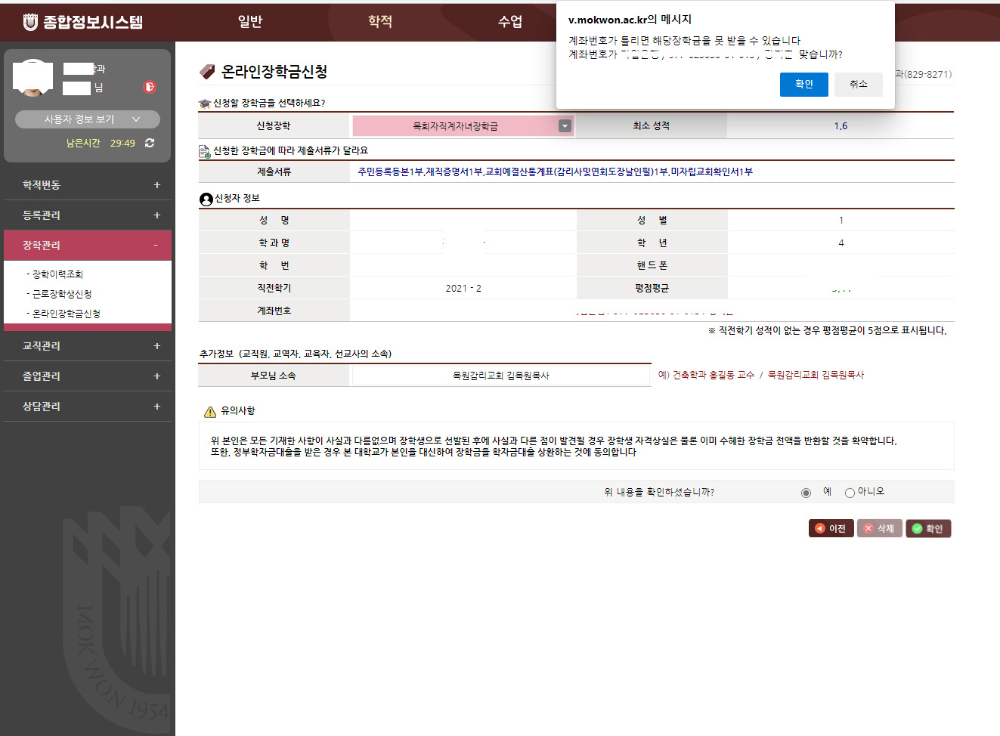 종합정보시스템
일반
학적
수업
v.mokwon.ac.kr의 메시지
계좌번호가 틀리면 해당장학금을 못 받을 수 있습니다
계좌번호가
맞습니까?
확인
취소
학과
님
사용자 정보 보기
남은시간 29:49
학적변동 +
등록관리 +
장학관리 -
- 장학이력조회
- 근로장학생신청
- 온라인장학금신청
교직관리 +
졸업관리 +
상담관리 +
MOK WON 1954
온라인장학금신청
과(829-8271)
신청할 장학금을 선택하세요?
신청장학 목회자직계자녀장학금 최소 성적 1.6
신청한 장학금에 따라 제출서류가 달라요
제출서류 주민등록등본1부,재직증명서1부,교회예결산통계표(감리사및연회도장날인필)1부,미자립교회확인서1부
신청자 정보
성 명 성 별 1
학 과 명 학 년 4
학 번 핸 드 폰
직전학기 2021 - 2 평점평균
계좌번호
※ 직전학기 성적이 없는 경우 평점평균이 5점으로 표시됩니다.
추가정보 (교직원, 교역자, 교육자, 선교사의 소속)
부모님 소속 목원감리교회 김목원목사 예) 건축학과 홍길동 교수 / 목원감리교회 김목원목사
유의사항
위 본인은 모든 기재한 사항이 사실과 다름없으며 장학생으로 선발된 후에 사실과 다른 점이 발견될 경우 장학생 자격상실은 물론 이미 수혜한 장학금 전액을 반환할 것을 확약합니다.
또한, 정부학자금대출을 받은 경우 본 대학교가 본인을 대신하여 장학금을 학자금대출 상환하는 것에 동의합니다
위 내용을 확인하셨습니까? 예 아니오
이전 삭제 확인